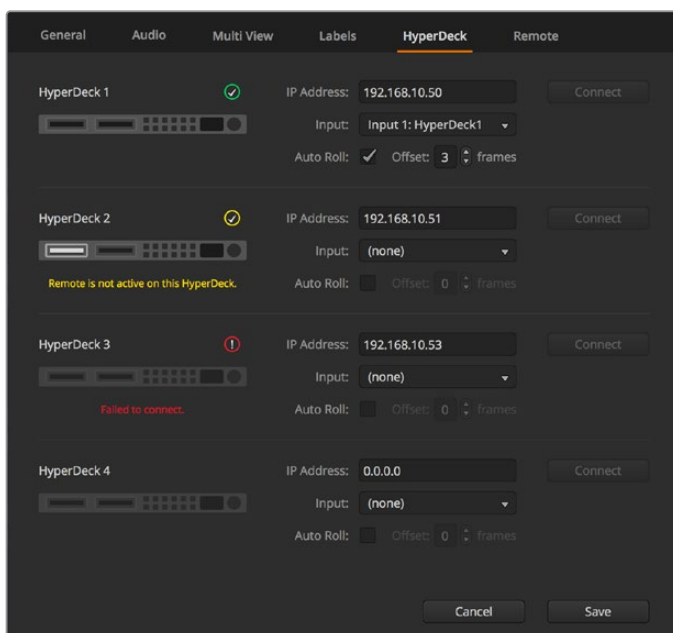 General Audio Multi View Labels HyperDeck Remote
HyperDeck 1 IP Address: 192.168.10.50 Connect
Input: Input 1: HyperDeck1
Auto Roll: Offset: 3 frames
HyperDeck 2 IP Address: 192.168.10.51 Connect
Input: (none)
Remote is not active on this HyperDeck. Auto Roll: Offset: 0 frames
HyperDeck 3 IP Address: 192.168.10.53 Connect
Input: (none)
Failed to connect. Auto Roll: Offset: 0 frames
HyperDeck 4 IP Address: 0.0.0.0 Connect
Input: (none)
Auto Roll: Offset: 0 frames
Cancel Save